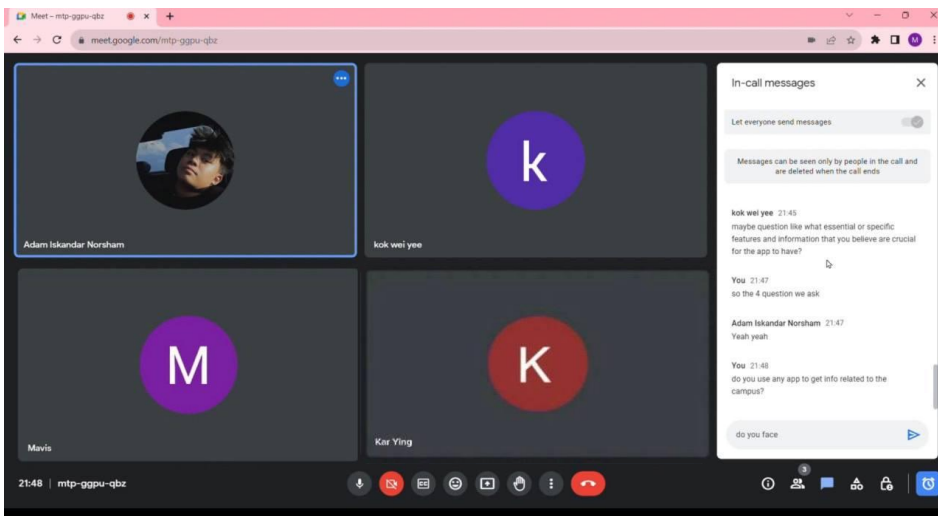 Meet – mtp-ggpu-qbz
meet.google.com/mtp-ggpu-qbz
M
Adam Iskandar Norsham
k
kok wei yee
M
Mavis
K
Kar Ying
In-call messages
Let everyone send messages
Messages can be seen only by people in the call and
are deleted when the call ends
kok wei yee 21:45
maybe question like what essential or specific
features and information that you believe are crucial
for the app to have?
You 21:47
so the 4 question we ask
Adam Iskandar Norsham 21:47
Yeah yeah
You 21:48
do you use any app to get info related to the
campus?
do you face
21:48 | mtp-ggpu-qbz
CC
3